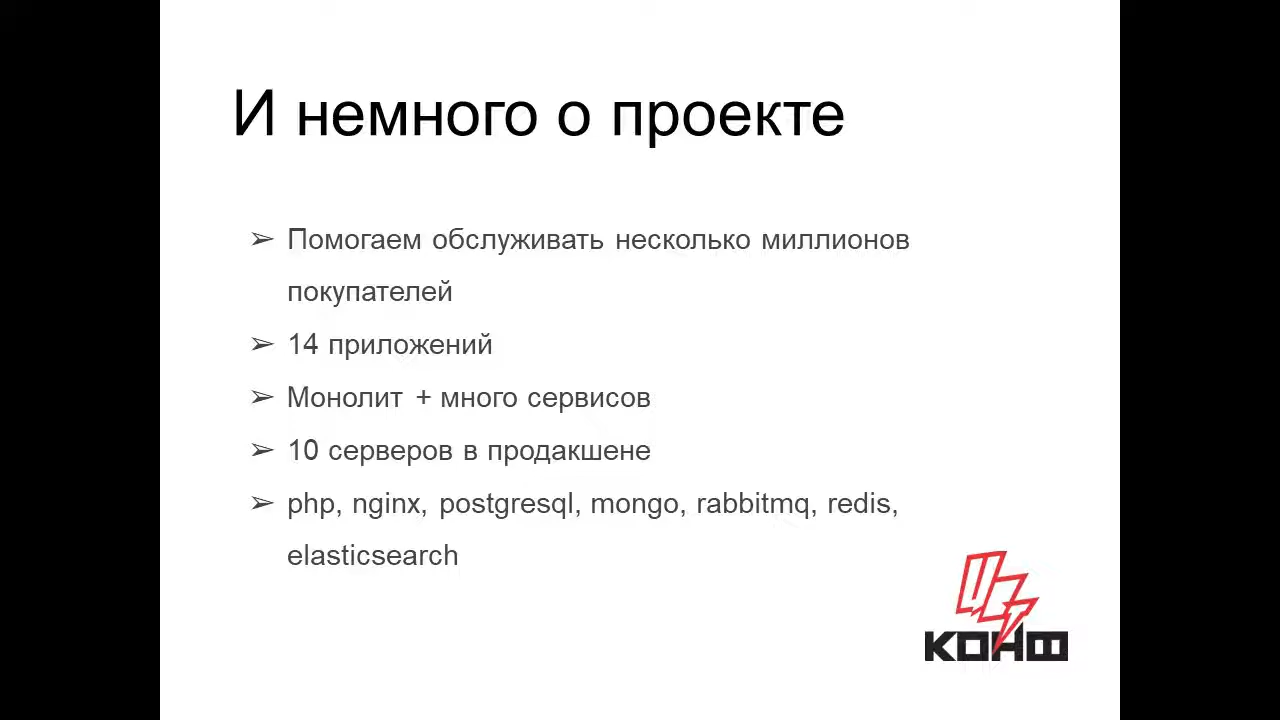 И немного о проекте
➢ Помогаем обслуживать несколько миллионов
покупателей
➢ 14 приложений
➢ Монолит + много сервисов
➢ 10 серверов в продакшене
➢ php, nginx, postgresql, mongo, rabbitmq, redis,
elasticsearch
КОНФ